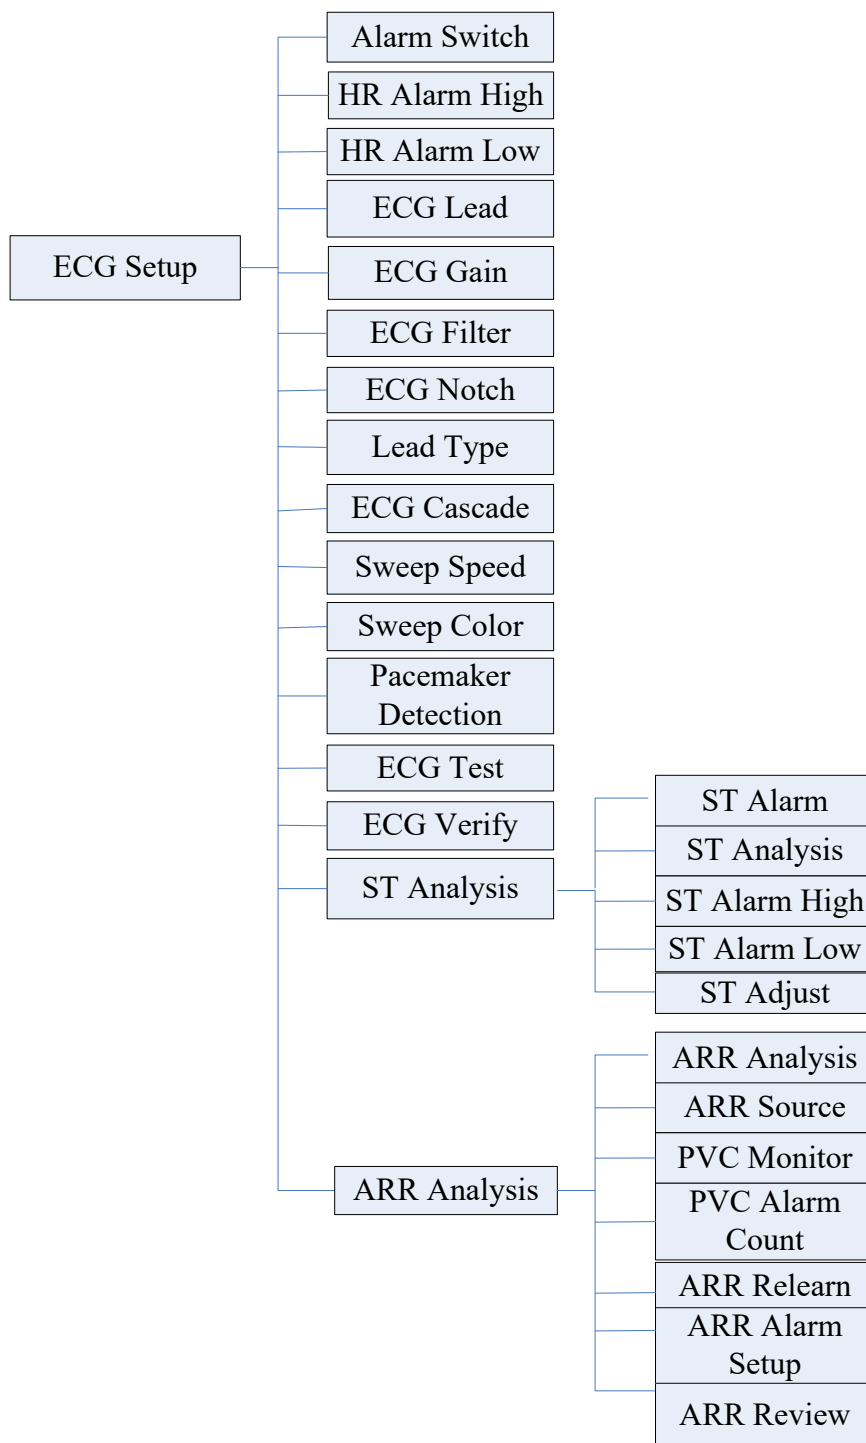 ECG Setup
Alarm Switch
HR Alarm High
HR Alarm Low
ECG Lead
ECG Gain
ECG Filter
ECG Notch
Lead Type
ECG Cascade
Sweep Speed
Sweep Color
Pacemaker
Detection
ECG Test
ECG Verify
ST Analysis
ST Alarm
ST Analysis
ST Alarm High
ST Alarm Low
ST Adjust
ARR Analysis
ARR Analysis
ARR Source
PVC Monitor
PVC Alarm
Count
ARR Relearn
ARR Alarm
Setup
ARR Review